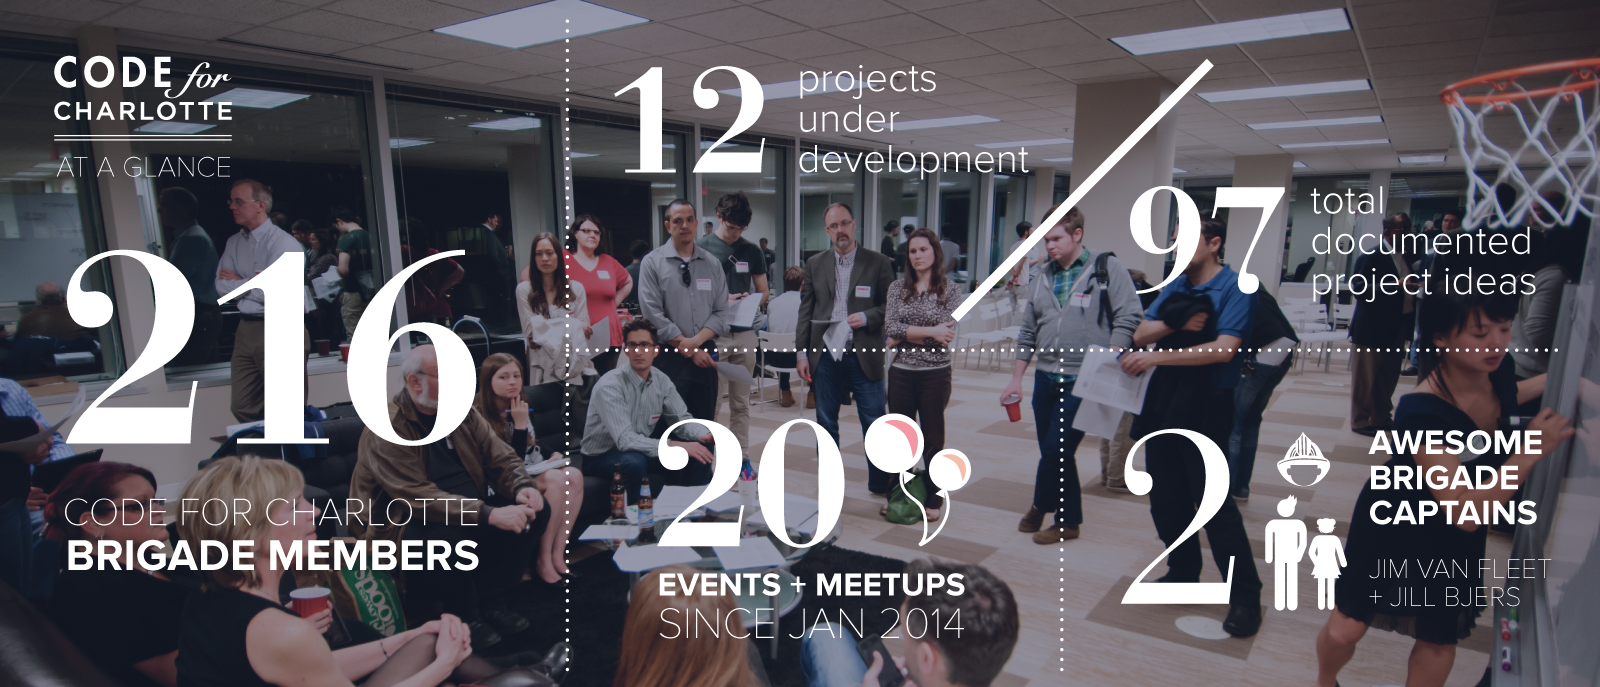 CODE for
CHARLOTTE
AT A GLANCE
216
CODE FOR CHARLOTTE
BRIGADE MEMBERS
12
projects
under
development
97
total
documented
project ideas
20
EVENTS + MEETUPS
SINCE JAN 2014
2
AWESOME
BRIGADE
CAPTAINS
JIM VAN FLEET
+ JILL BJERS